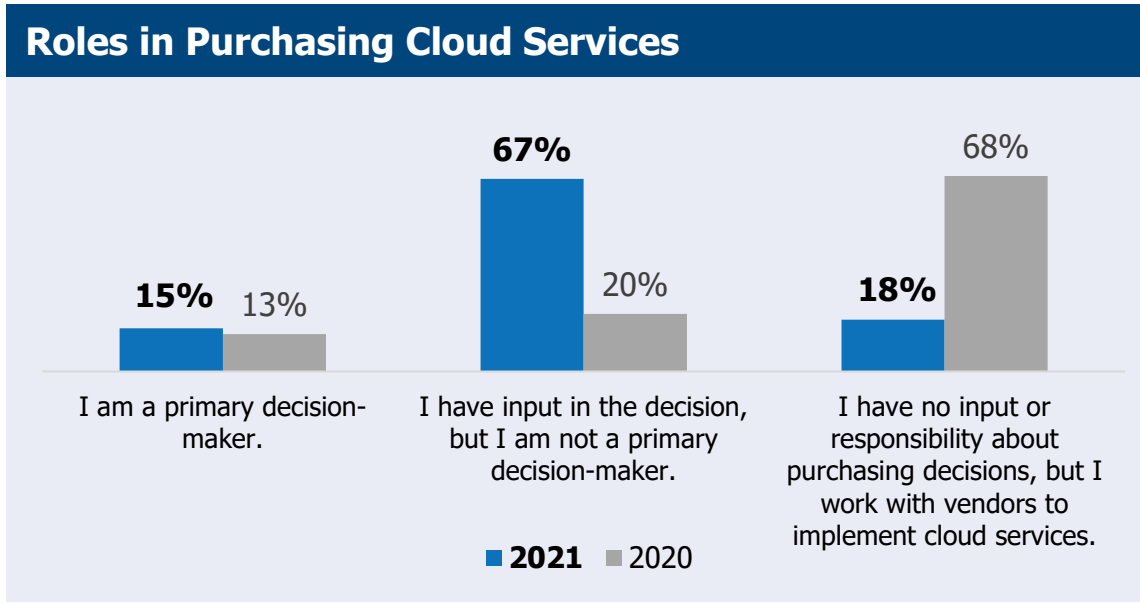 Roles in Purchasing Cloud Services
67%
68%
15%
13%
20%
18%
I am a primary decision-
maker.
I have input in the decision,
but I am not a primary
decision-maker.
I have no input or
responsibility about
purchasing decisions, but I
work with vendors to
implement cloud services.
2021 2020